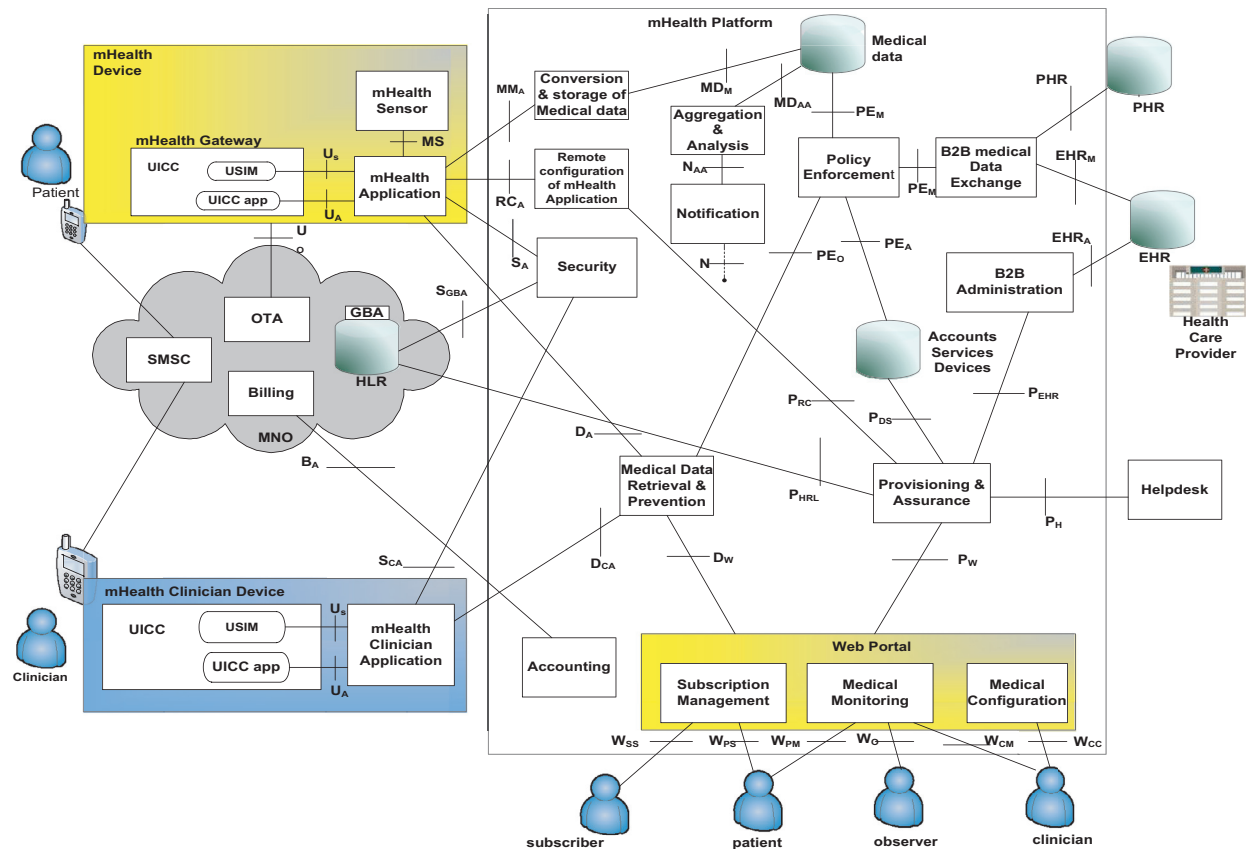 mHealth Platform
mHealth
Device
mHealth
Sensor
MS
mHealth Gateway
UICC
USIM
UICC app
Us
UA
mHealth
Application
Patient
U
O
MMA
Conversion
& storage of
Medical data
MDM
Medical
data
MDAA
PEM
Aggregation
&
Analysis
NAA
Notification
N
RCA
Remote
configuration
of mHealth
Application
SA
Security
SGBA
Policy
Enforcement
PEM
B2B medical
Data
Exchange
PHR
PHR
EHRM
EHRA
EHR
Health
Care
Provider
PEO
PEA
B2B
Administration
Accounts
Services
Devices
OTA
SMSC
GBA
HLR
Billing
MNO
BA
DA
PRC
PDS
PEHR
PHRL
Medical Data
Retrieval &
Prevention
Provisioning &
Assurance
PH
Helpdesk
SCA
DCA
DW
PW
mHealth Clinician Device
UICC
USIM
UICC app
Us
UA
mHealth
Clinician
Application
Clinician
Accounting
Web Portal
Subscription
Management
Medical
Monitoring
Medical
Configuration
WSS
WPS
WPM
WO
WCM
WCC
subscriber
patient
observer
clinician